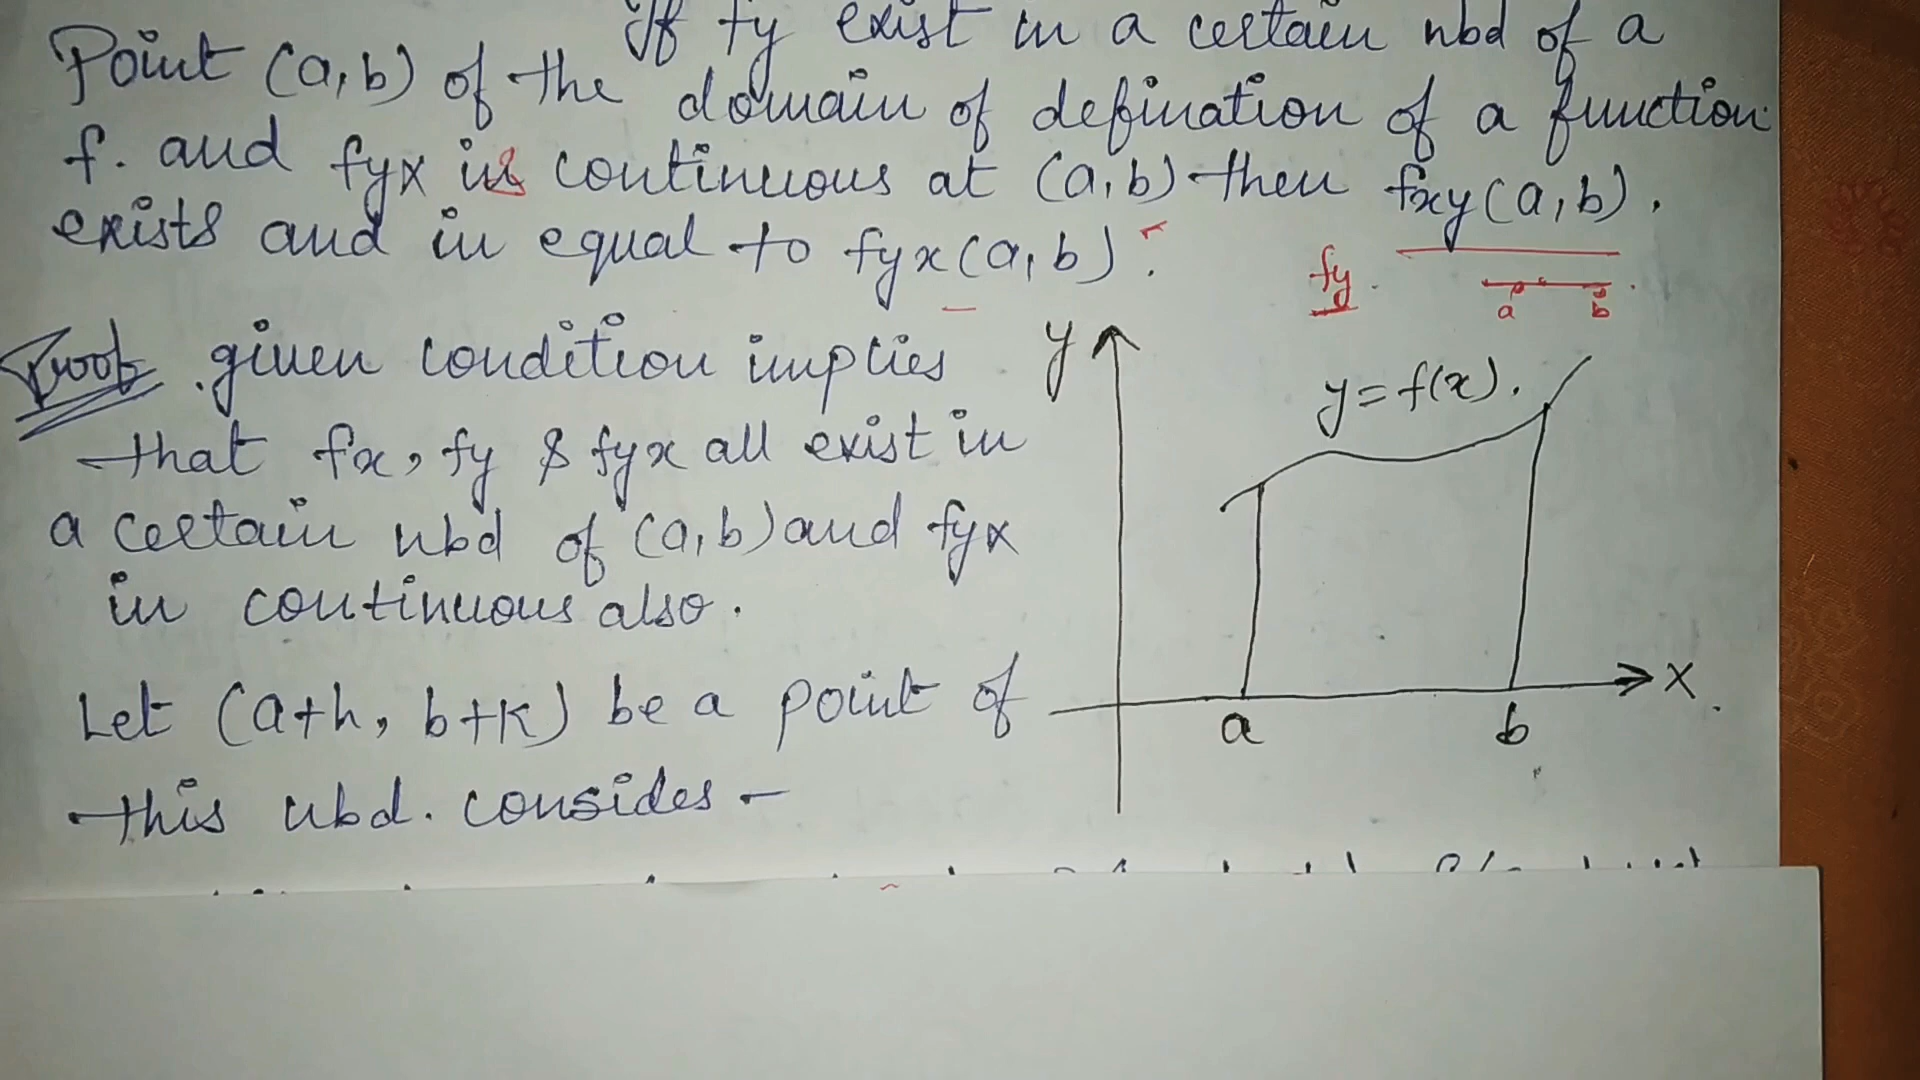 If fy exist in a certain nbd of a
Point (a,b) of the domain of defination of a function
f. and fyx is continuous at (a,b) then fxy(a,b).
exists and in equal to fyx(a,b).
fy.
a b
Proof .given condition implies
that fx, fy & fyx all exist in
a certain nbd of (a,b) and fyx
in continuous also.
Let (a+h, b+k) be a point of
this nbd. consider -
y
y=f(x).
x
a b